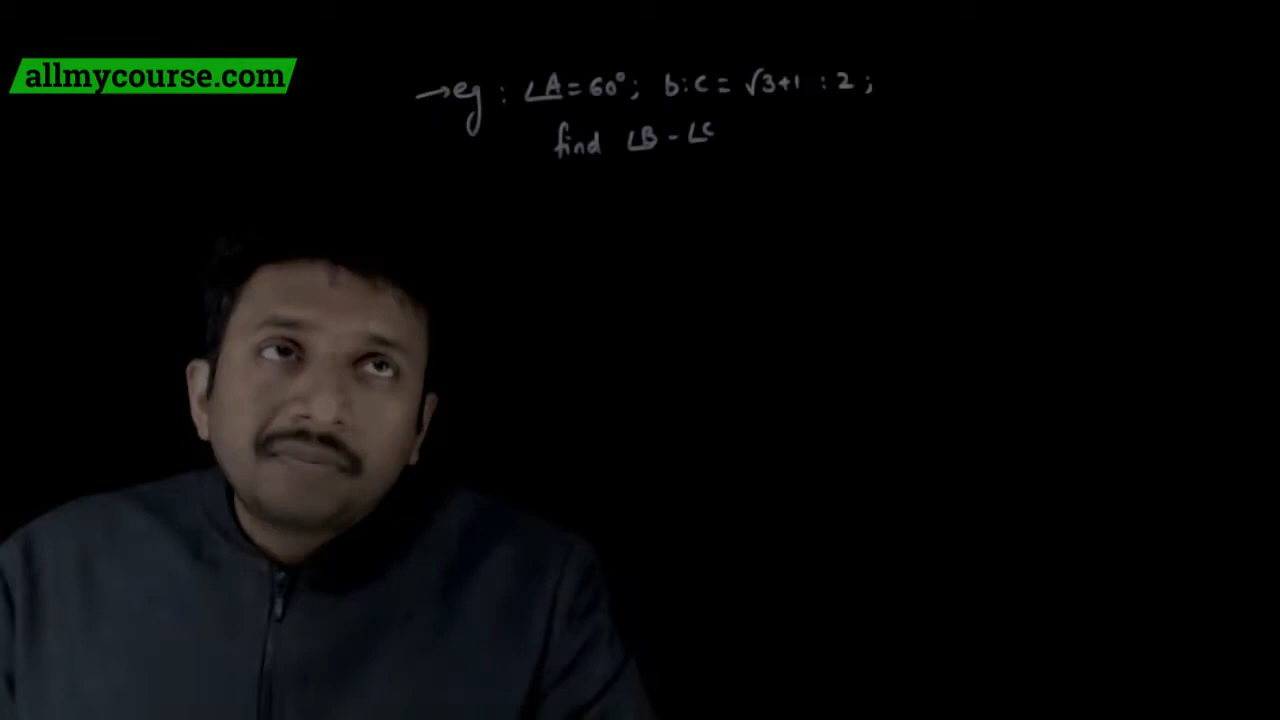 allmycourse.com
→eg : ∠A = 60°; b:c = √3+1 : 2 ;
find ∠B - ∠C